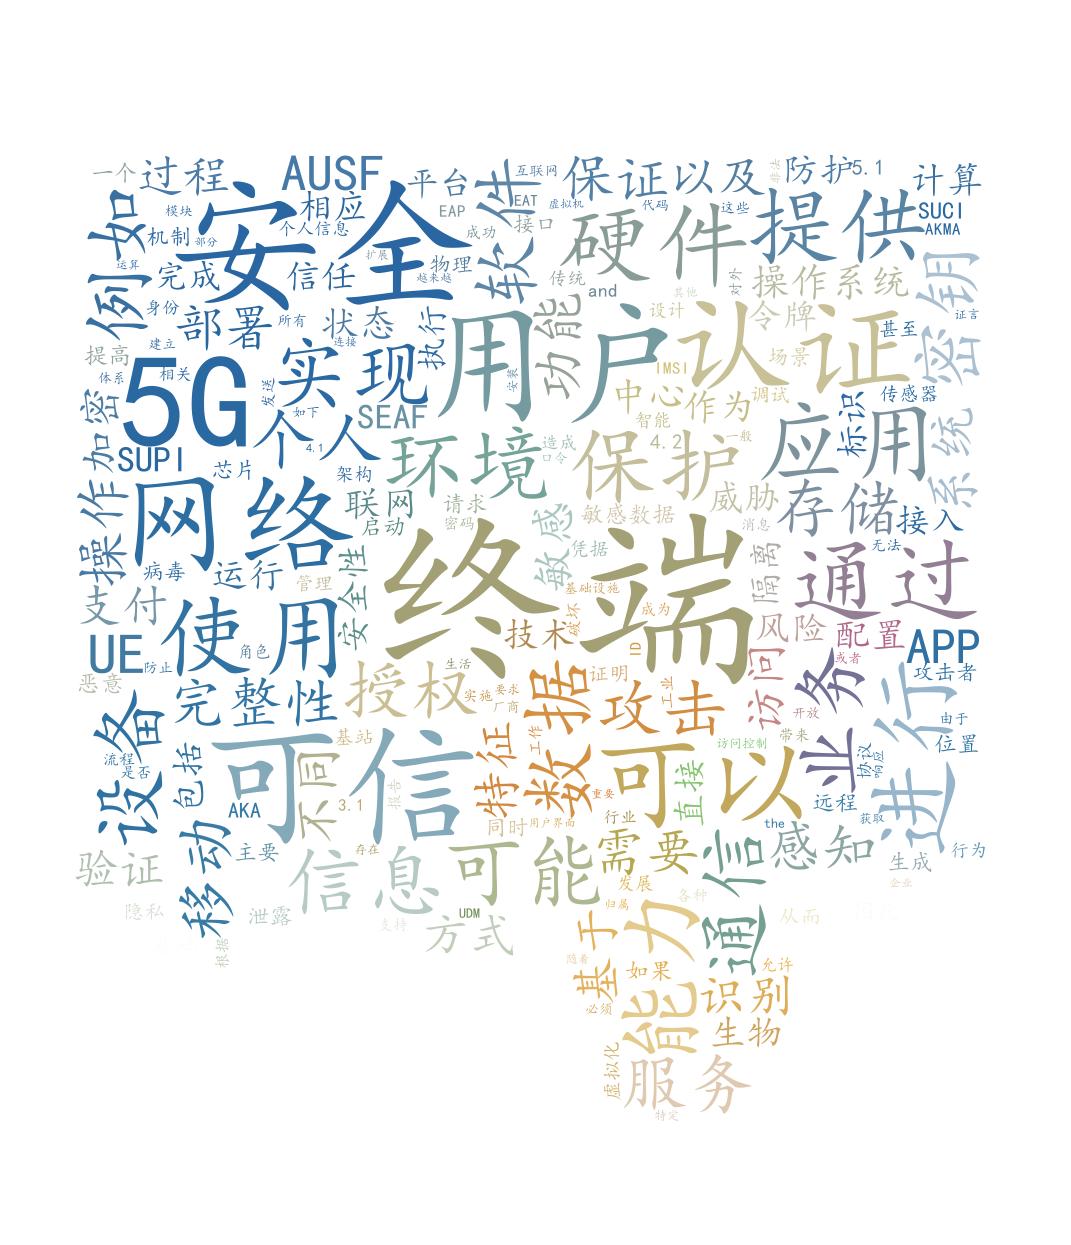 一个
过程
AUSF
平台
软件
互联网
保证以及
防护
5.1
计算
例如
模块
安全
相应
EAP
EAT
虚拟机
代码
这些
提供
SUCI
AKMA
机制
部分
个人信息
成功
接口
硬件
运算
完成
信任
扩展
物理
越来越
传统
对外
操作系统
密钥
身份
部署
所有
状态
执行
功能
and
其他
设计
令牌
甚至
证言
提高
建立
实现
连接
用户
认证
场景
体系
相关
发送
安装
IMSI
传感器
5G
如下
SEAF
中心
作为
调试
标识
系统
加密
个人
4.1
智能
SUPI
芯片
架构
环境
造成
口令
保护
4.2
一般
应用
操作
网络
联网
启动
请求
密码
敏感
敏感数据
威胁
消息
存储
接入
病毒
运行
管理
安全性
终端
凭据
隔离
无法
通过
支付
使用
基础设施
破坏
成为
风险
配置
UE
防止
角色
技术
ID
访问
或者
APP
恶意
完整性
授权
生活
实施
要求
厂商
数据
证明
攻击
工业
开放
业务
攻击者
进行
设备
流程
是否
包括
可信
不同
基站
特征
工作
可以
访问控制
带来
由于
位置
协议
响应
AKA
3.1
报告
重要
直接
远程
移动
主要
存在
同时
用户界面
行业
the
获取
验证
信息
可能
需要
通信
感知
生成
行为
企业
隐私
泄露
支持
UDM
方式
发展
归属
各种
从而
根据
基于
能力
随着
如果
允许
必须
识别
生物
虚拟化
服务
特定